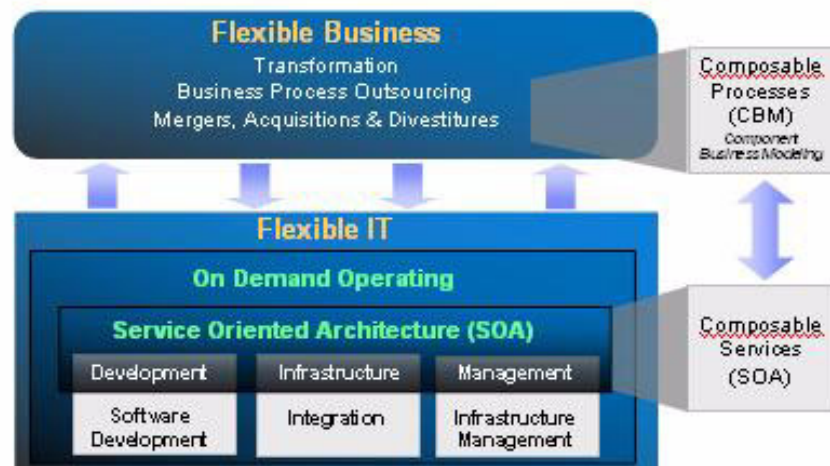 Flexible Business
Transformation
Business Process Outsourcing
Mergers, Acquisitions & Divestitures
Composable
Processes
(CBM)
Component
Business Modeling
Flexible IT
On Demand Operating
Service Oriented Architecture (SOA)
Development
Infrastructure
Management
Software
Development
Integration
Infrastructure
Management
Composable
Services
(SOA)